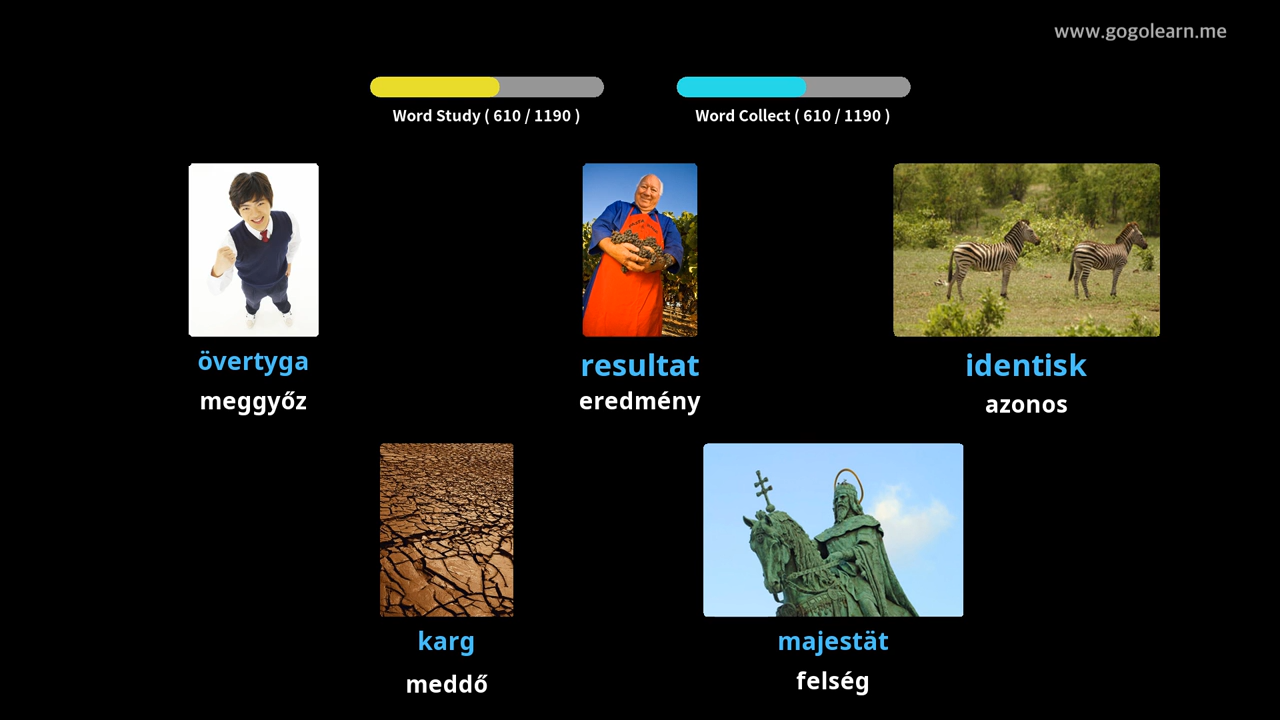 www.gogolearn.me
Word Study ( 610 / 1190 )
Word Collect ( 610 / 1190 )
övertyga
meggyőz
resultat
eredmény
identisk
azonos
karg
meddő
majestät
felség